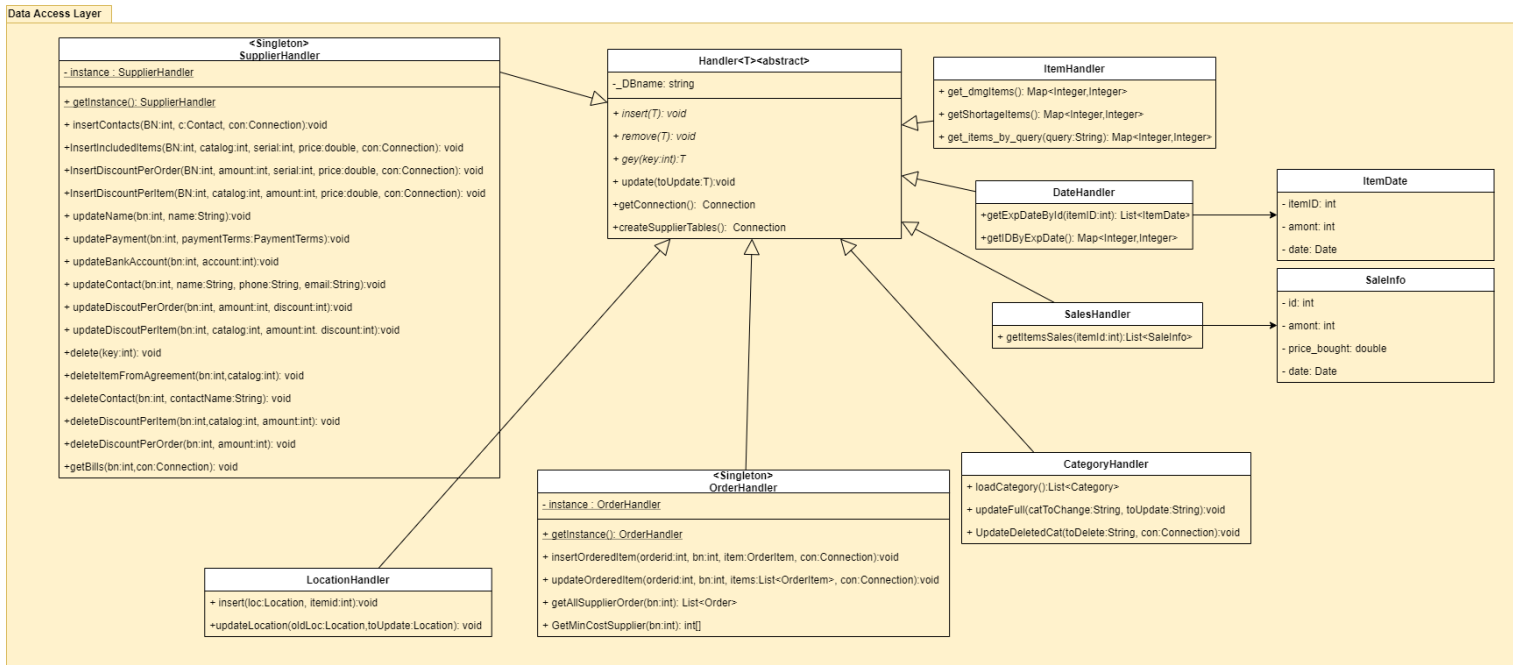 Data Access Layer
<Singleton>
SupplierHandler
- instance : SupplierHandler
+ getInstance(): SupplierHandler
+ insertContacts(BN:int, c:Contact, con:Connection):void
+InsertIncludedItems(BN:int, catalog:int, serial:int, price:double, con:Connection): void
+InsertDiscountPerOrder(BN:int, amount:int, serial:int, price:double, con:Connection): void
+InsertDiscountPerItem(BN:int, catalog:int, amount:int, price:double, con:Connection): void
+ updateName(bn:int, name:String):void
+ updatePayment(bn:int, paymentTerms:PaymentTerms):void
+ updateBankAccount(bn:int, account:int):void
+ updateContact(bn:int, name:String, phone:String, email:String):void
+ updateDiscoutPerOrder(bn:int, amount:int, discount:int):void
+ updateDiscoutPerItem(bn:int, catalog:int, amount:int. discount:int):void
+delete(key:int): void
+deleteItemFromAgreement(bn:int,catalog:int): void
+deleteContact(bn:int, contactName:String): void
+deleteDiscountPerItem(bn:int,catalog:int, amount:int): void
+deleteDiscountPerOrder(bn:int, amount:int): void
+getBills(bn:int,con:Connection): void
Handler<T><abstract>
-_DBname: string
+ insert(T): void
+ remove(T): void
+ gey(key:int):T
+ update(toUpdate:T):void
+getConnection(): Connection
+createSupplierTables(): Connection
ItemHandler
+ get_dmgItems(): Map<Integer,Integer>
+ getShortageItems(): Map<Integer,Integer>
+ get_items_by_query(query:String): Map<Integer,Integer>
DateHandler
+getExpDateById(itemID:int): List<ItemDate>
+getIDByExpDate(): Map<Integer,Integer>
ItemDate
- itemID: int
- amont: int
- date: Date
SalesHandler
+ getItemsSales(itemId:int):List<SaleInfo>
SaleInfo
- id: int
- amont: int
- price_bought: double
- date: Date
CategoryHandler
+ loadCategory():List<Category>
+ updateFull(catToChange:String, toUpdate:String):void
+ UpdateDeletedCat(toDelete:String, con:Connection):void
<Singleton>
OrderHandler
- instance : OrderHandler
+ getInstance(): OrderHandler
+ insertOrderedItem(orderid:int, bn:int, item:OrderItem, con:Connection):void
+ updateOrderedItem(orderid:int, bn:int, items:List<OrderItem>, con:Connection):void
+ getAllSupplierOrder(bn:int): List<Order>
+ GetMinCostSupplier(bn:int): int[]
LocationHandler
+ insert(loc:Location, itemid:int):void
+updateLocation(oldLoc:Location,toUpdate:Location): void